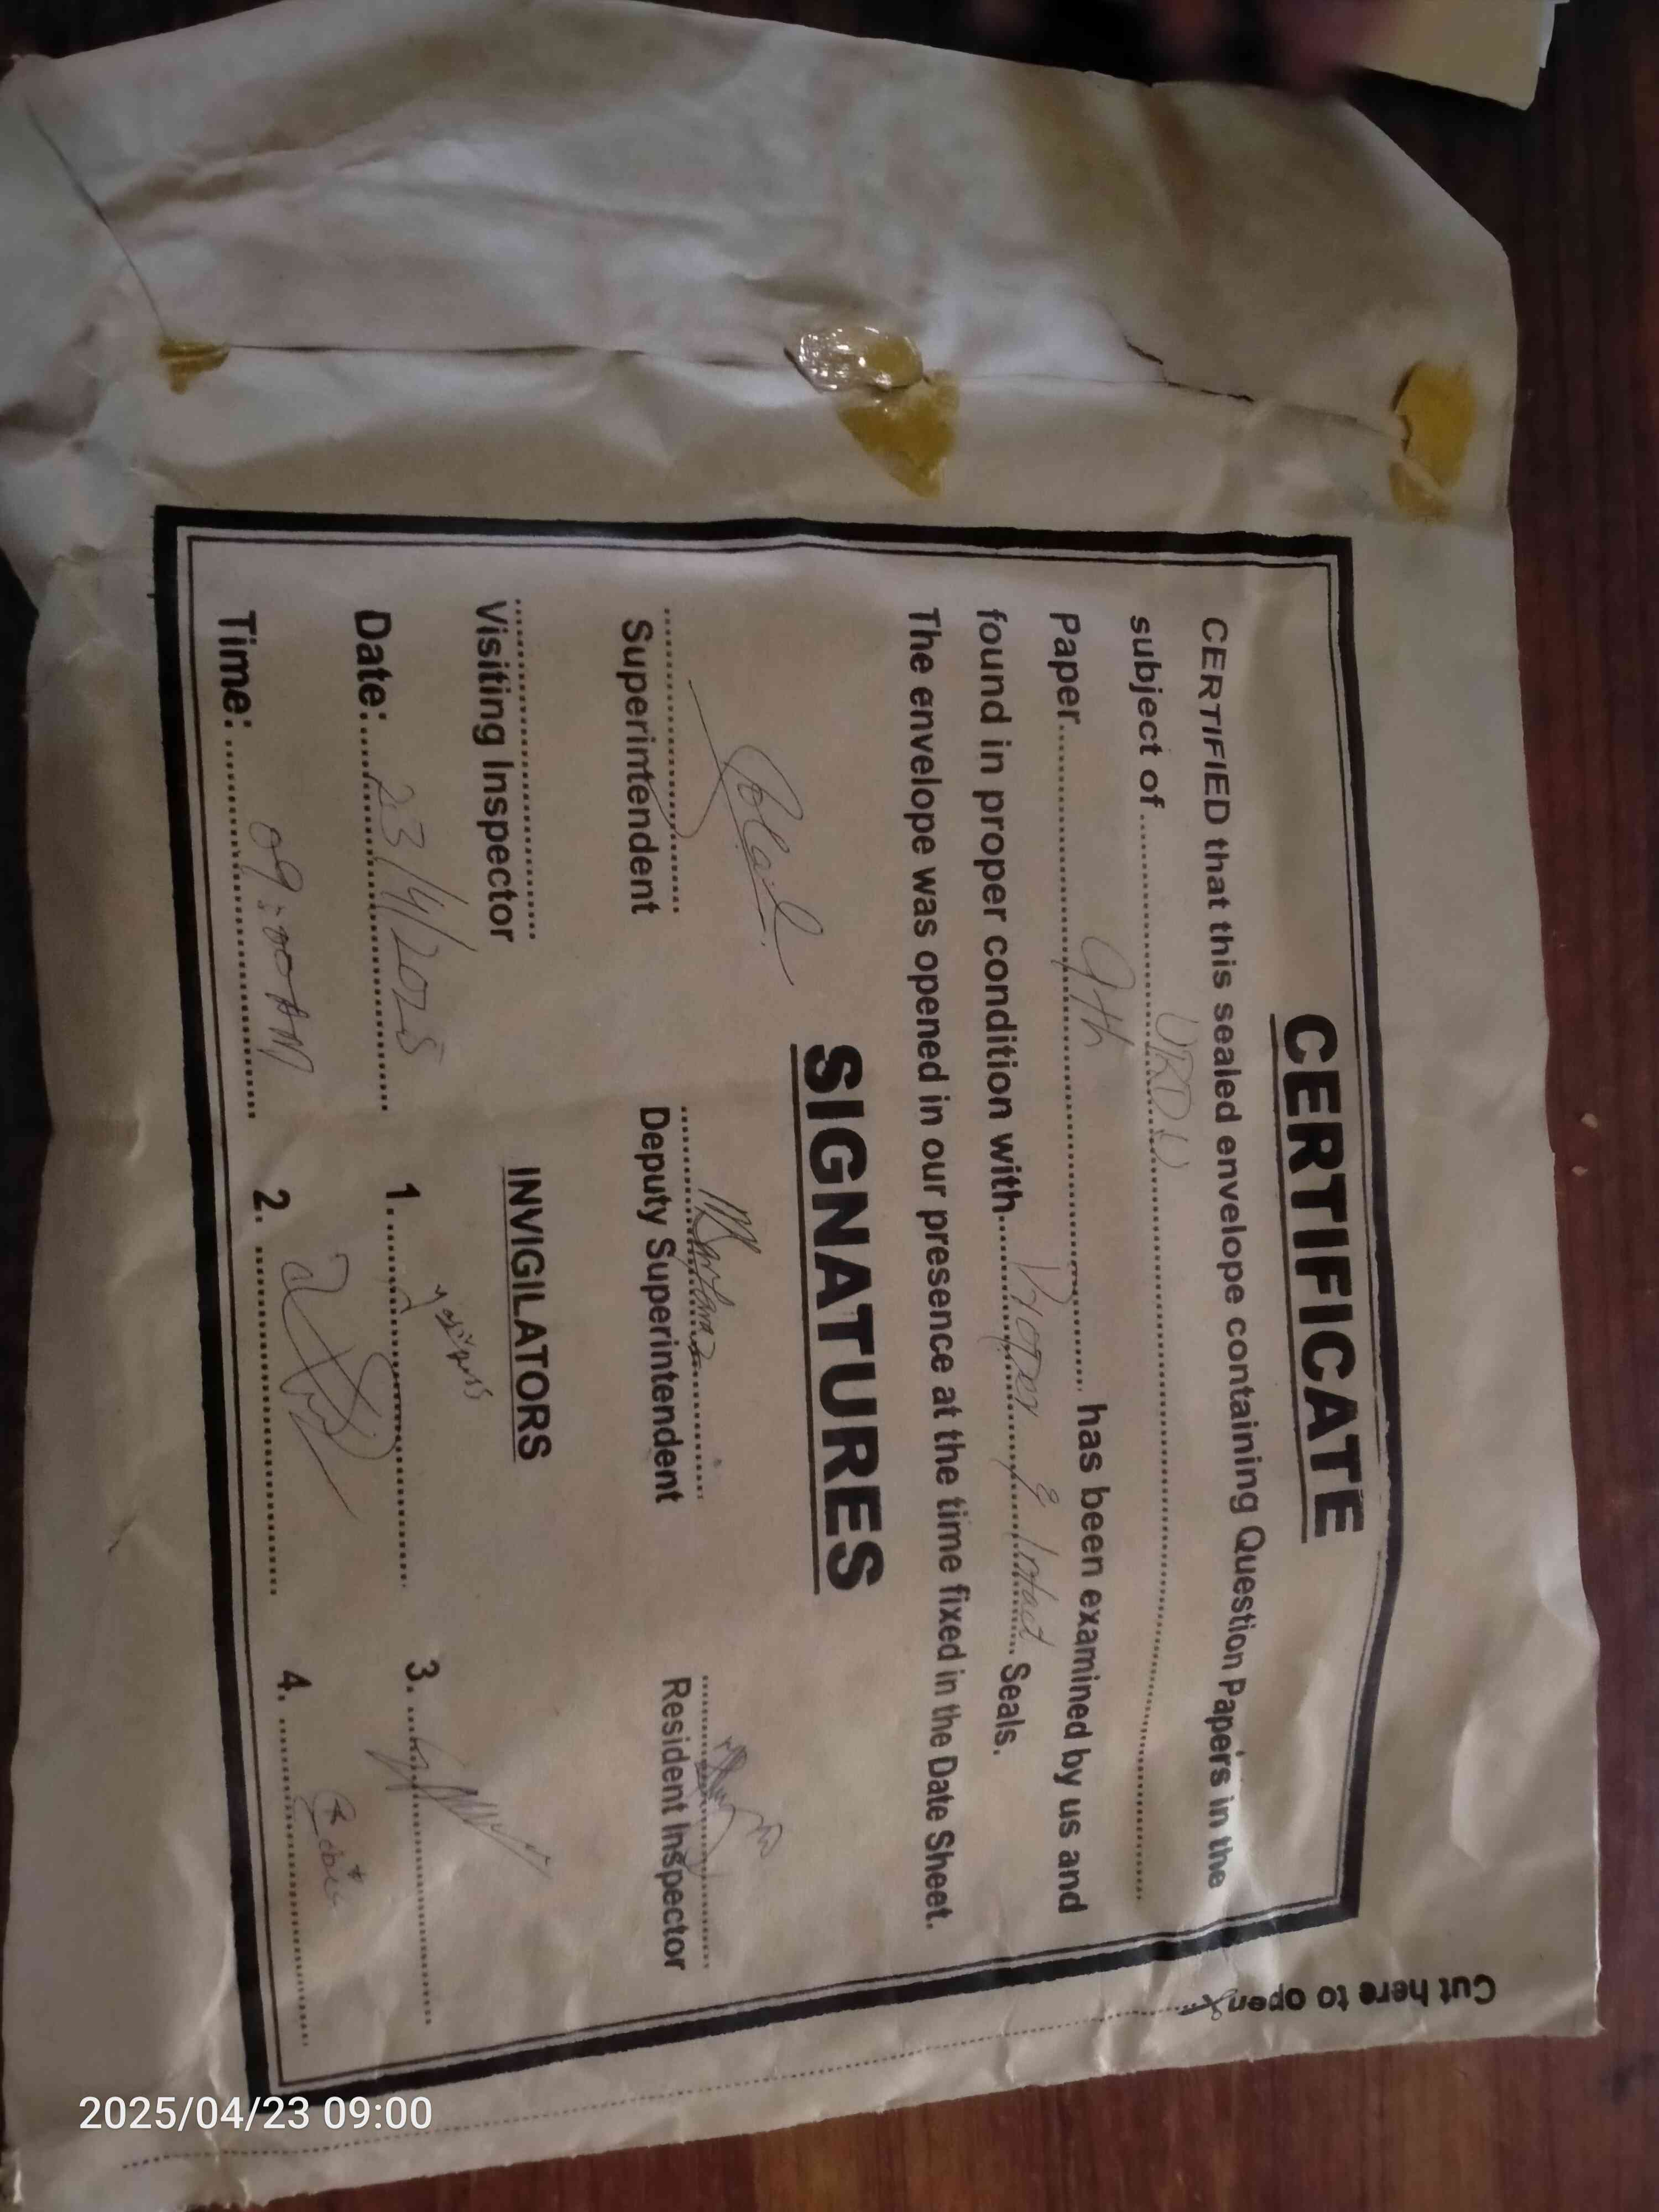 CERTIFICATE
CERTIFIED that this sealed envelope containing Question Papers in the
subject of URDU
Paper 9th has been examined by us and
found in proper condition with Proper & Intact Seals.
The envelope was opened in our presence at the time fixed in the Date Sheet.
SIGNATURES
Superintendent Deputy Superintendent Resident Inspector
Visiting Inspector
INVIGILATORS
Date: 23/4/2025 1. 3.
Time: 09:00AM 2. 4.
Cut here to open
2025/04/23 09:00